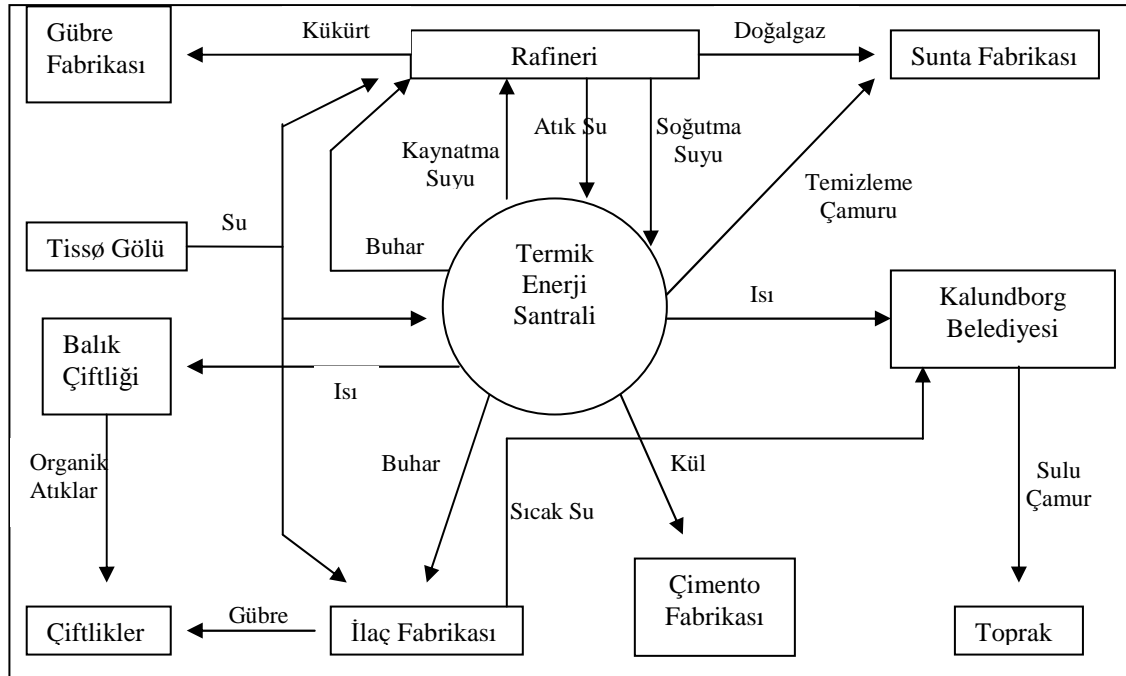 Gübre
Fabrikası
Kükürt
Rafineri
Doğalgaz
Sunta Fabrikası
Kaynatma
Suyu
Atık Su
Soğutma
Suyu
Temizleme
Çamuru
Tissø Gölü
Su
Buhar
Termik
Enerji
Santrali
Isı
Kalundborg
Belediyesi
Balık
Çiftliği
Isı
Organik
Atıklar
Buhar
Sıcak Su
Kül
Sulu
Çamur
Çiftlikler
Gübre
İlaç Fabrikası
Çimento
Fabrikası
Toprak